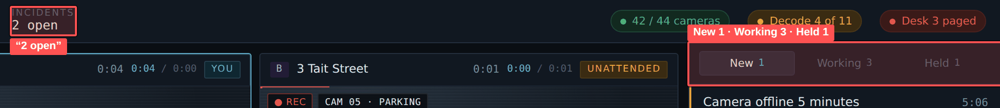 INCIDENTS
2 open
“2 open”
42 / 44 cameras
Decode 4 of 11
Desk 3 paged
New 1 · Working 3 · Held 1
0:04 0:04 / 0:00 YOU
B 3 Tait Street 0:01 0:00 / 0:01 UNATTENDED
New 1 Working 3 Held 1
REC CAM 05 · PARKING
Camera offline 5 minutes 5:06